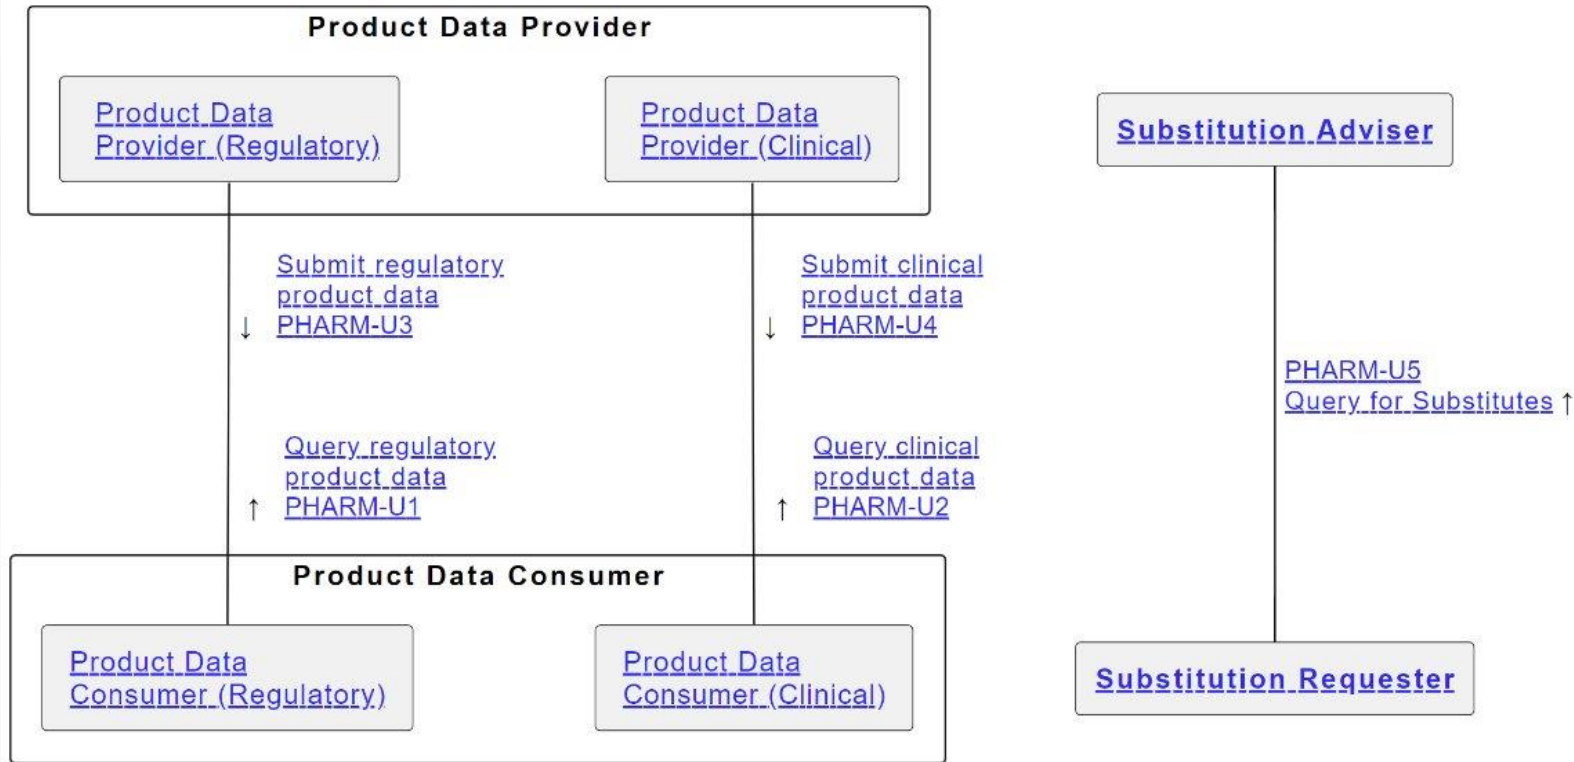 Product Data Provider
Product Data
Provider (Regulatory)
Product Data
Provider (Clinical)
Substitution Adviser
Submit regulatory
product data
↓ PHARM-U3
Submit clinical
product data
↓ PHARM-U4
PHARM-U5
Query for Substitutes ↑
Query regulatory
product data
↑ PHARM-U1
Query clinical
product data
↑ PHARM-U2
Product Data Consumer
Product Data
Consumer (Regulatory)
Product Data
Consumer (Clinical)
Substitution Requester